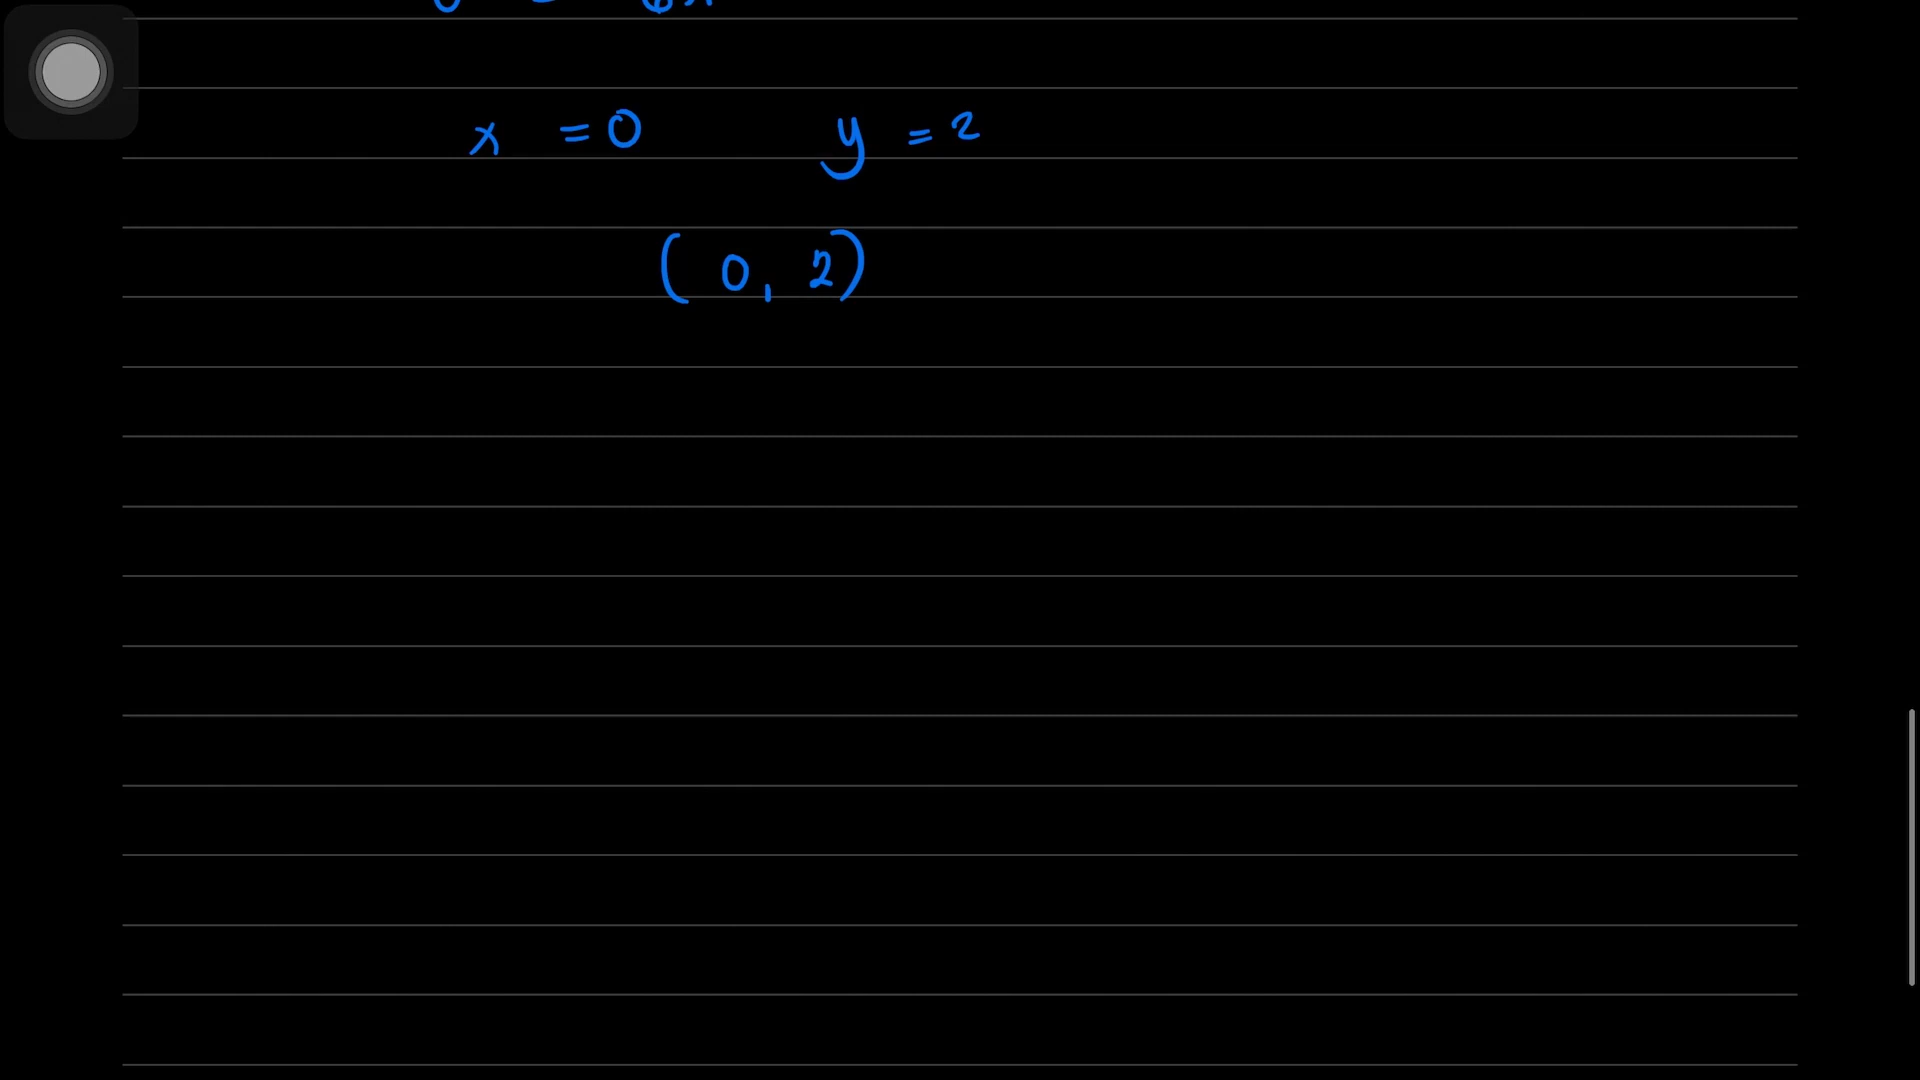 x = 0 y = 2
( 0, 2)